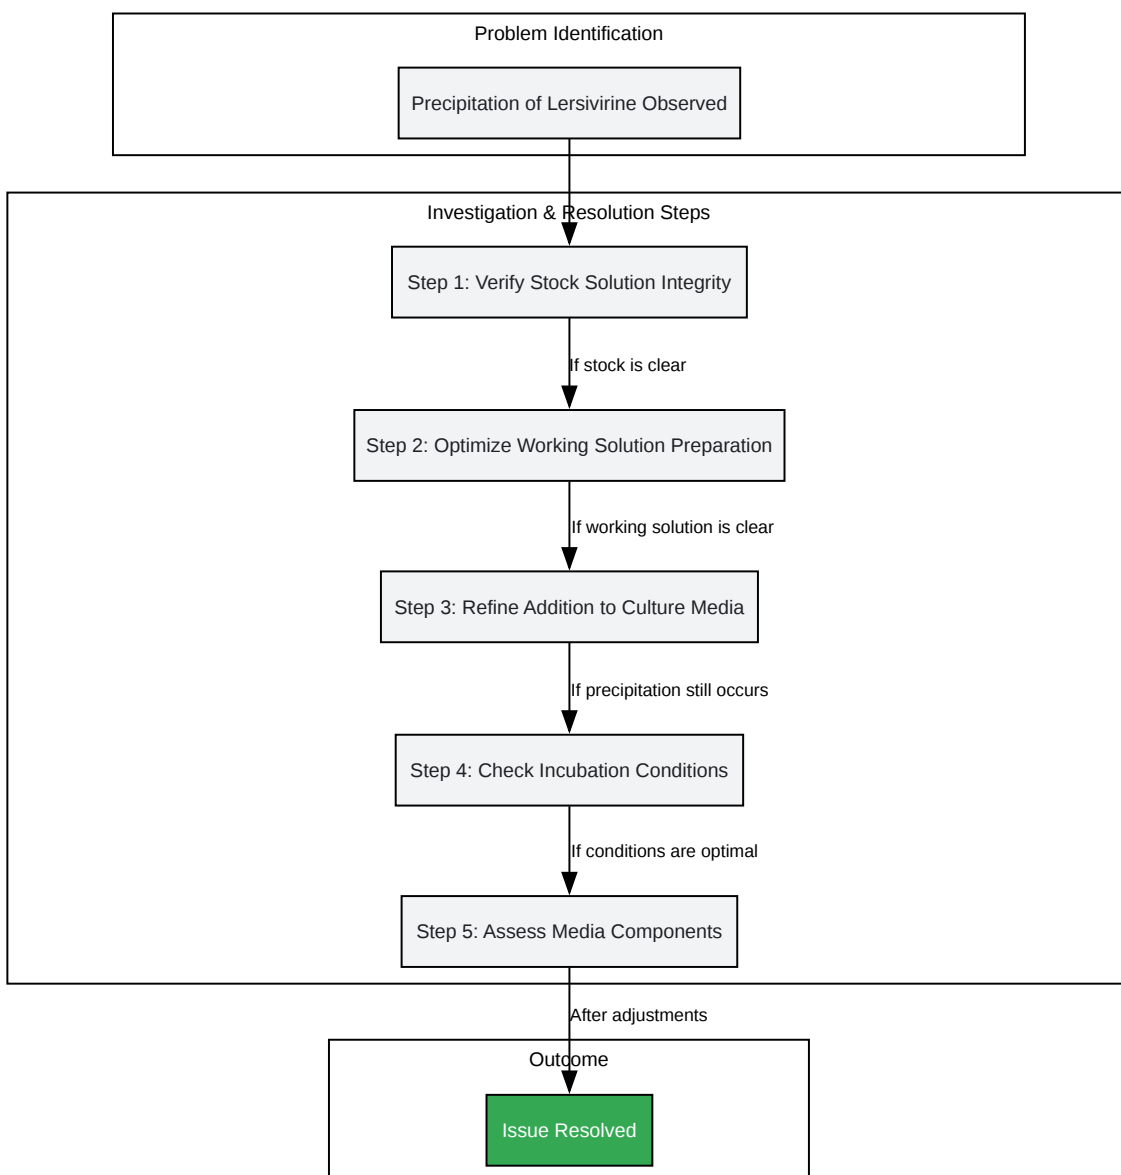 Problem Identification
Precipitation of Lersivirine Observed
Investigation & Resolution Steps
Step 1: Verify Stock Solution Integrity
If stock is clear
Step 2: Optimize Working Solution Preparation
If working solution is clear
Step 3: Refine Addition to Culture Media
If precipitation still occurs
Step 4: Check Incubation Conditions
If conditions are optimal
Step 5: Assess Media Components
After adjustments
Outcome
Issue Resolved